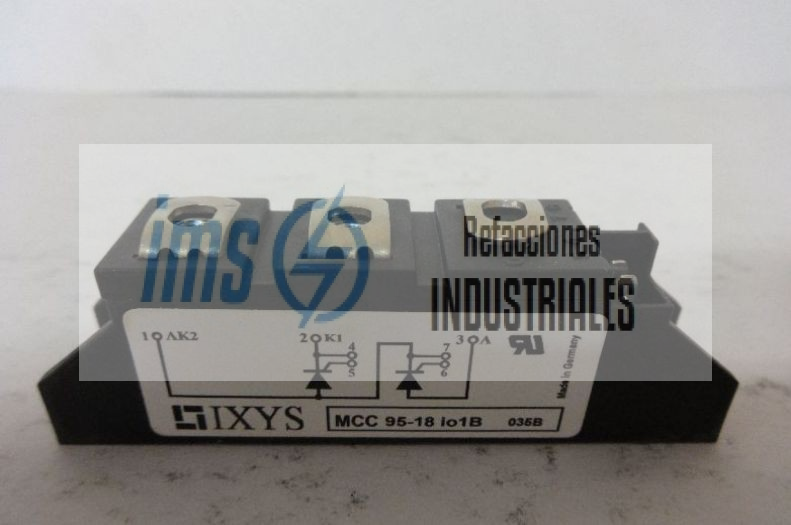 ims
Refacciones
INDUSTRIALES
1 AK2
2 K1
4
5
7
6
3 A
Made in Germany
IXYS
MCC 95-18 io1B 035B